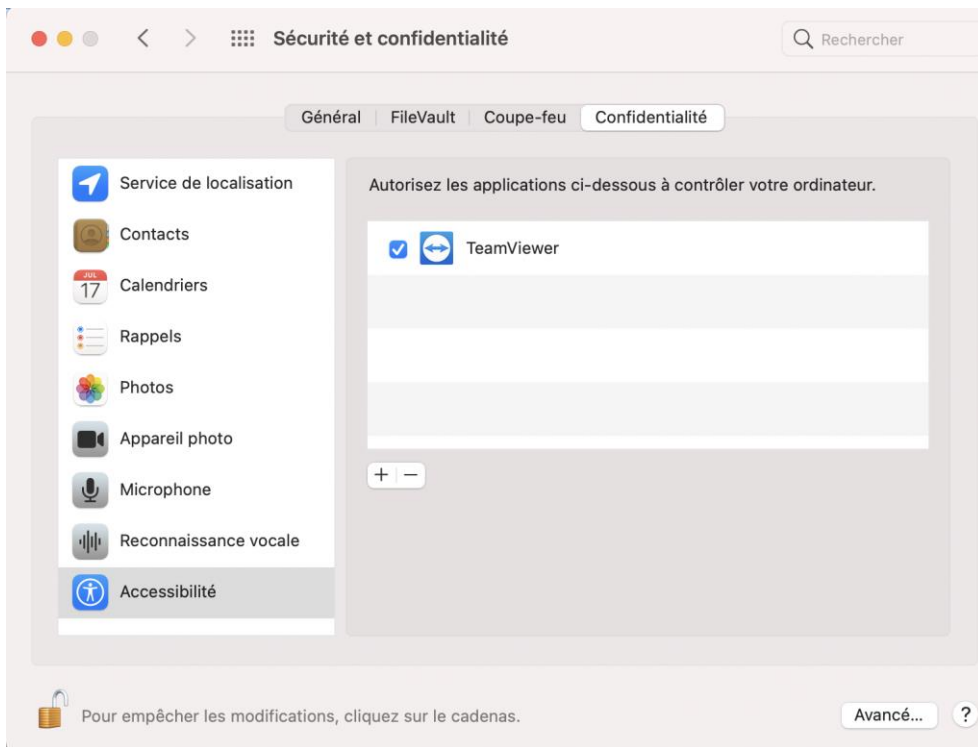 Sécurité et confidentialité
Rechercher
Général
FileVault
Coupe-feu
Confidentialité
Service de localisation
Contacts
JUL
17
Calendriers
Rappels
Photos
Appareil photo
Microphone
Reconnaissance vocale
Accessibilité
Autorisez les applications ci-dessous à contrôler votre ordinateur.
TeamViewer
+ −
Pour empêcher les modifications, cliquez sur le cadenas.
Avancé...
?